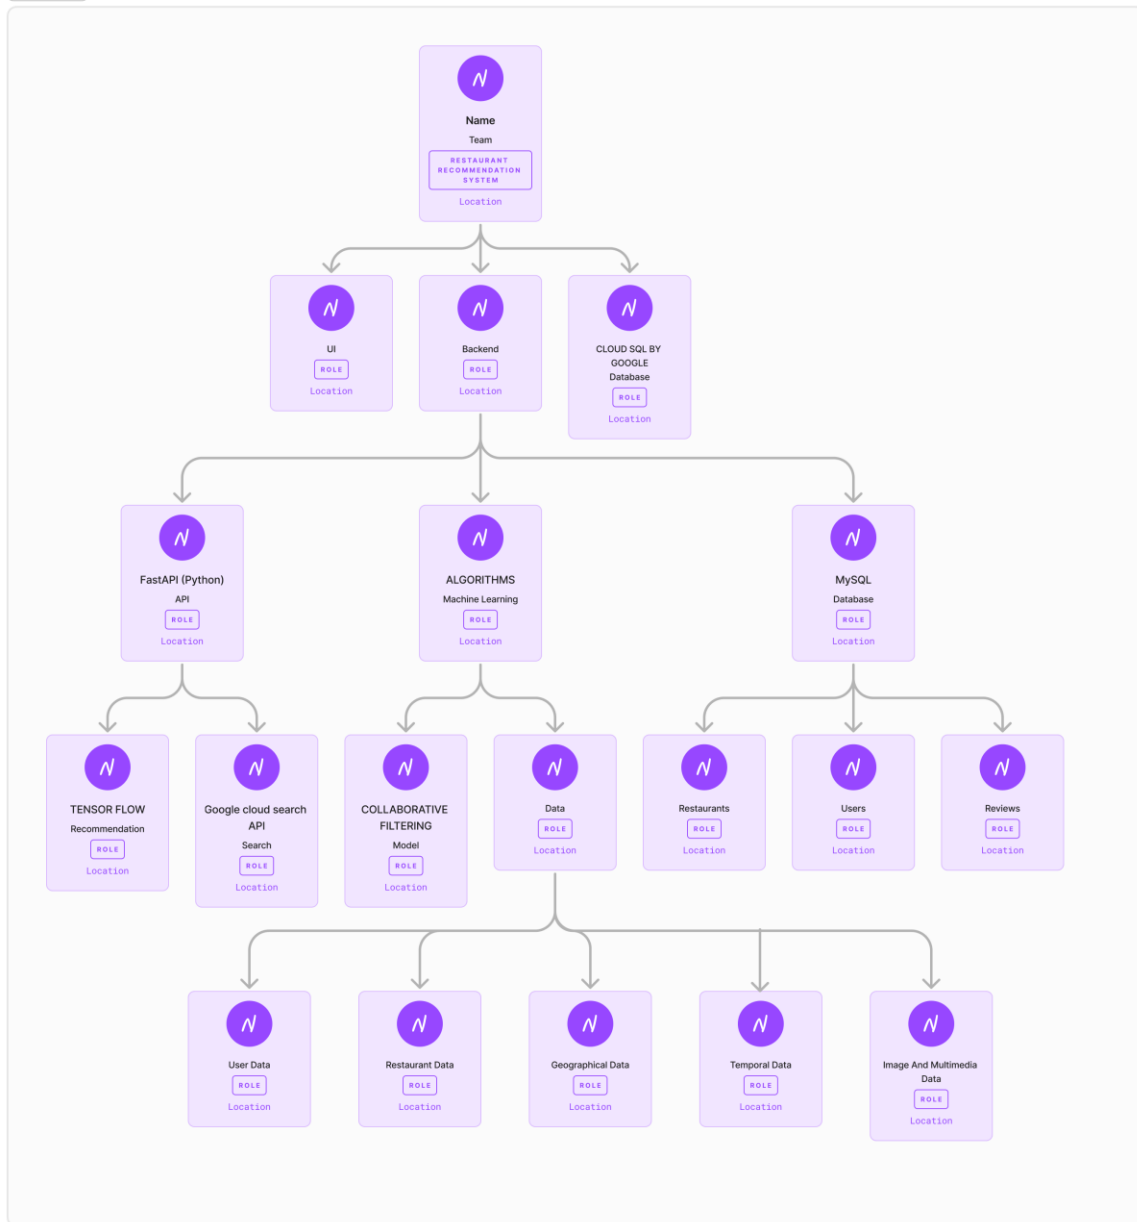 Name
Team
RESTAURANT
RECOMMENDATION
SYSTEM
Location
UI
ROLE
Location
Backend
ROLE
Location
CLOUD SQL BY
GOOGLE
Database
ROLE
Location
FastAPI (Python)
API
ROLE
Location
ALGORITHMS
Machine Learning
ROLE
Location
MySQL
Database
ROLE
Location
TENSOR FLOW
Recommendation
ROLE
Location
Google cloud search
API
Search
ROLE
Location
COLLABORATIVE
FILTERING
Model
ROLE
Location
Data
ROLE
Location
Restaurants
ROLE
Location
Users
ROLE
Location
Reviews
ROLE
Location
User Data
ROLE
Location
Restaurant Data
ROLE
Location
Geographical Data
ROLE
Location
Temporal Data
ROLE
Location
Image And Multimedia
Data
ROLE
Location